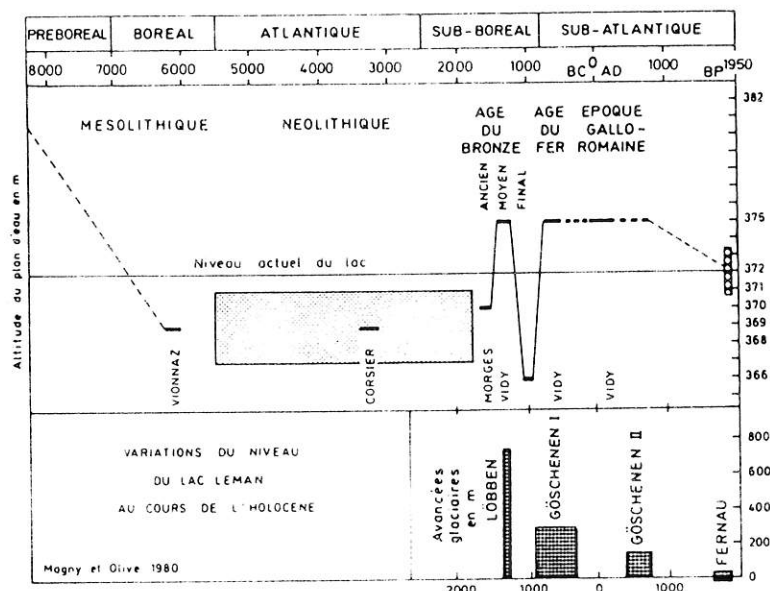 PREBOREAL BOREAL ATLANTIQUE SUB-BOREAL SUB-ATLANTIQUE
8000 7000 6000 5000 4000 3000 2000 1000 0 1000 1950
BC AD BP
382
MESOLITHIQUE NEOLITHIQUE
AGE DU BRONZE
AGE DU FER
EPOQUE GALLO-ROMAINE
ANCIEN
MOYEN
FINAL
Altitude du plan d'eau en m
375
Niveau actuel du lac
372
371
370
369
368
366
VIONNAZ
CORSIER
MORGES
VIDY
VIDY
VIDY
VARIATIONS DU NIVEAU
DU LAC LEMAN
AU COURS DE L'HOLOCENE
Magny et Olive 1980
Avancées
glaciaires
en m
LÖBBEN
GÖSCHENEN I
GÖSCHENEN II
FERNAU
800
600
400
200
0
2000 1000 0 1000